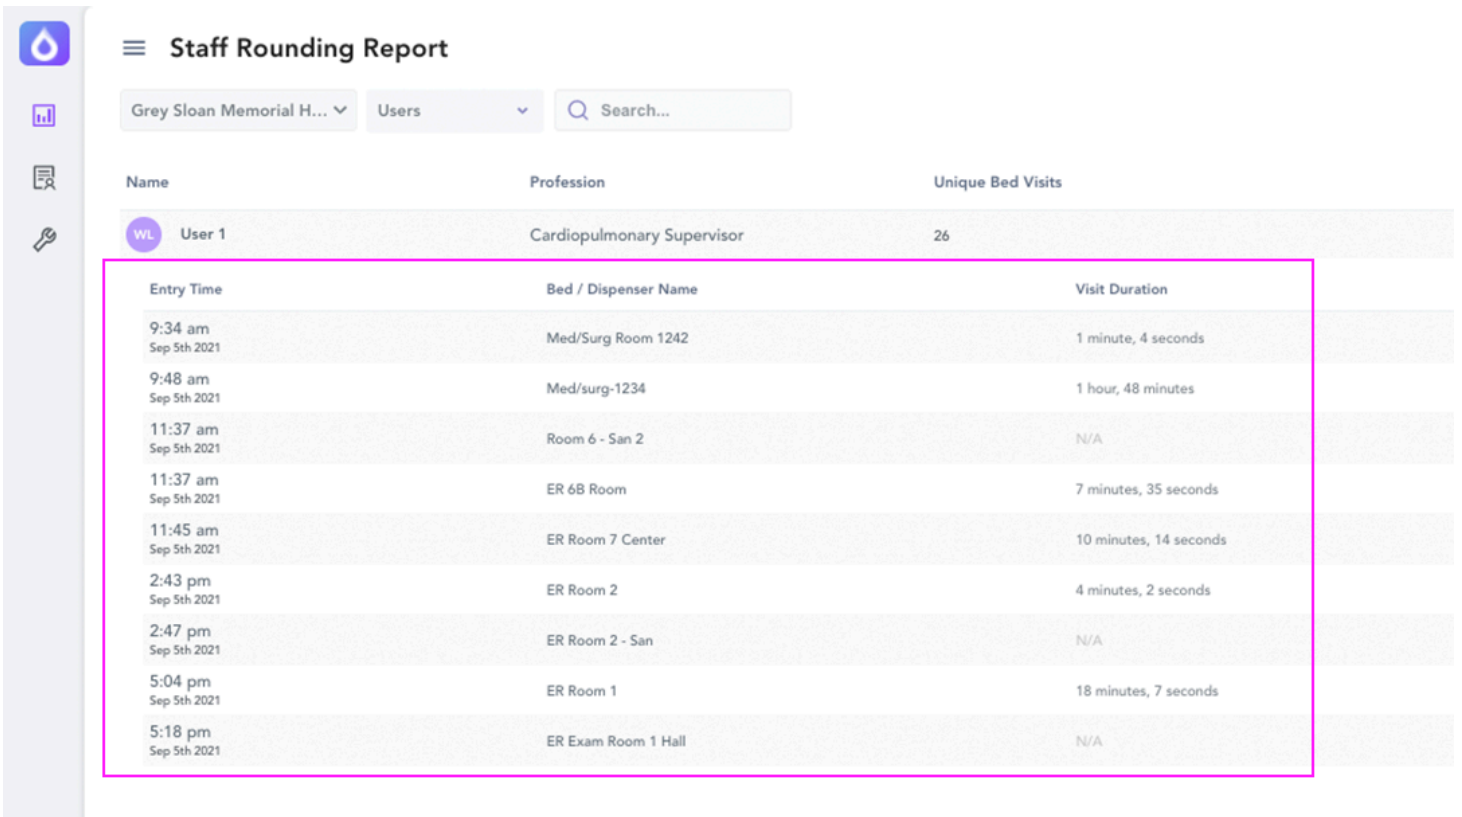 Staff Rounding Report
Grey Sloan Memorial H... Users Search...
Name Profession Unique Bed Visits
WL User 1 Cardiopulmonary Supervisor 26
Entry Time Bed / Dispenser Name Visit Duration
9:34 am
Sep 5th 2021 Med/Surg Room 1242 1 minute, 4 seconds
9:48 am
Sep 5th 2021 Med/surg-1234 1 hour, 48 minutes
11:37 am
Sep 5th 2021 Room 6 - San 2 N/A
11:37 am
Sep 5th 2021 ER 6B Room 7 minutes, 35 seconds
11:45 am
Sep 5th 2021 ER Room 7 Center 10 minutes, 14 seconds
2:43 pm
Sep 5th 2021 ER Room 2 4 minutes, 2 seconds
2:47 pm
Sep 5th 2021 ER Room 2 - San N/A
5:04 pm
Sep 5th 2021 ER Room 1 18 minutes, 7 seconds
5:18 pm
Sep 5th 2021 ER Exam Room 1 Hall N/A